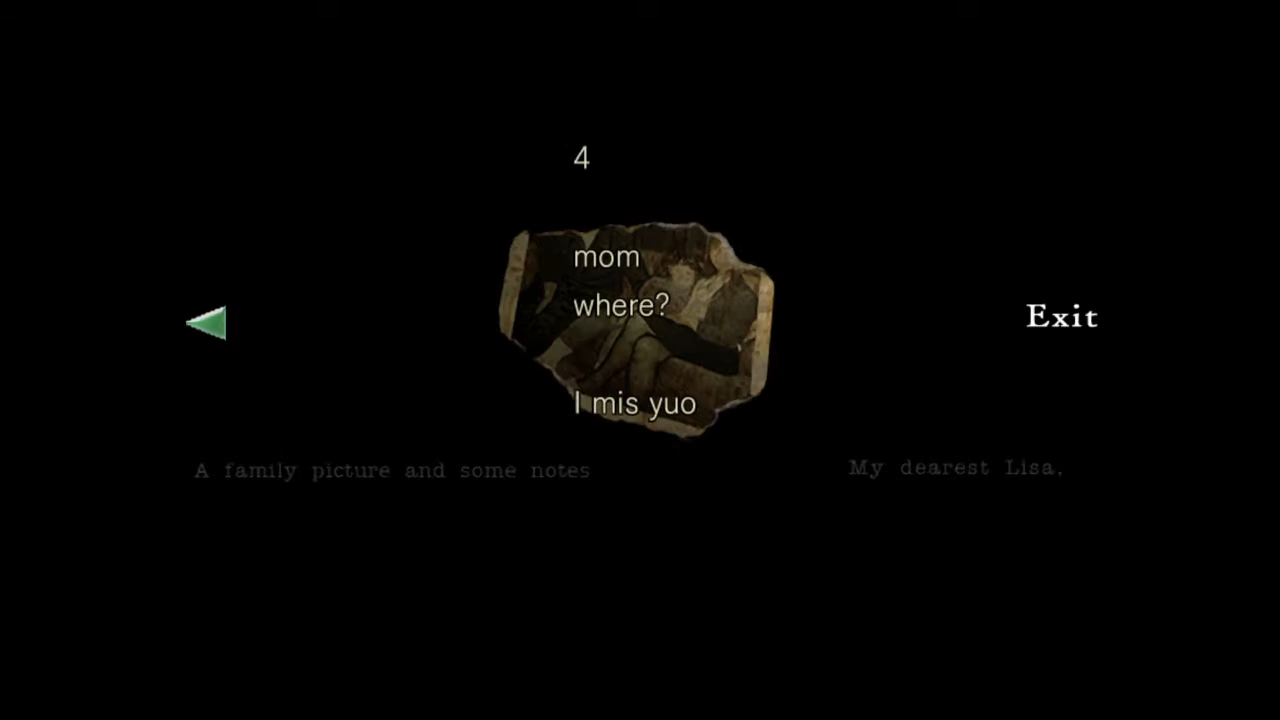 4
mom
where?
Exit
I mis yuo
A family picture and some notes
My dearest Lisa,